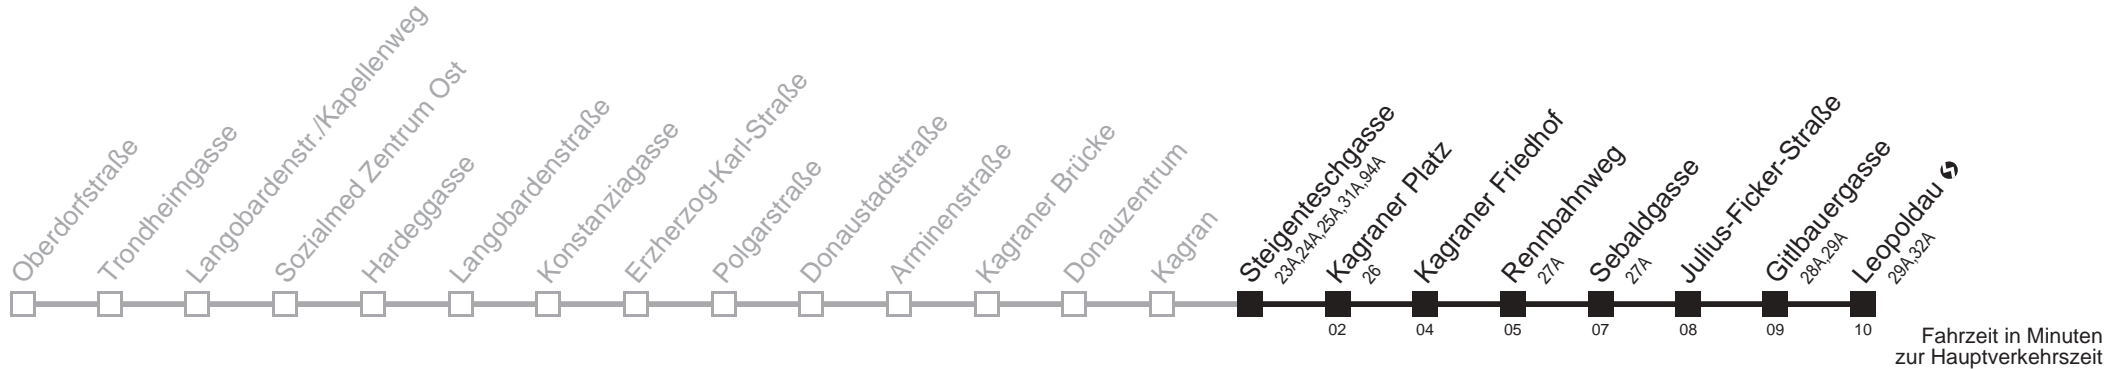 Oberdorfstraße
Trondheimgasse
Langobardenstr./Kapellenweg
Sozialmed Zentrum Ost
Hardeggasse
Langobardenstraße
Konstanziagasse
Erzherzog-Karl-Straße
Polgarstraße
Donaustadtstraße
Arminenstraße
Kagraner Brücke
Donauzentrum
Kagran
Steigenteschgasse
23A,24A,25A,31A,94A
Kagraner Platz
26
02
Kagraner Friedhof
04
Rennbahnweg
27A
05
Sebaldgasse
27A
07
Julius-Ficker-Straße
08
Gitlbauergasse
28A,29A
09
Leopoldau
29A,32A
10
Fahrzeit in Minuten
zur Hauptverkehrszeit